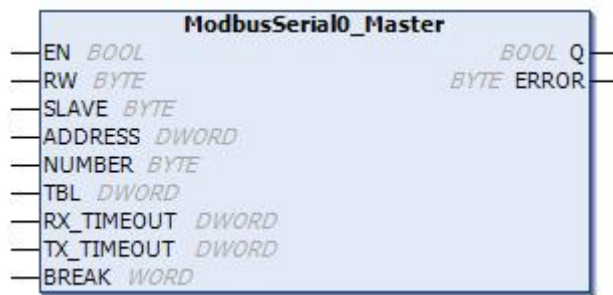 ModbusSerial0_Master
EN BOOL BOOL Q
RW BYTE BYTE ERROR
SLAVE BYTE
ADDRESS DWORD
NUMBER BYTE
TBL DWORD
RX_TIMEOUT DWORD
TX_TIMEOUT DWORD
BREAK WORD